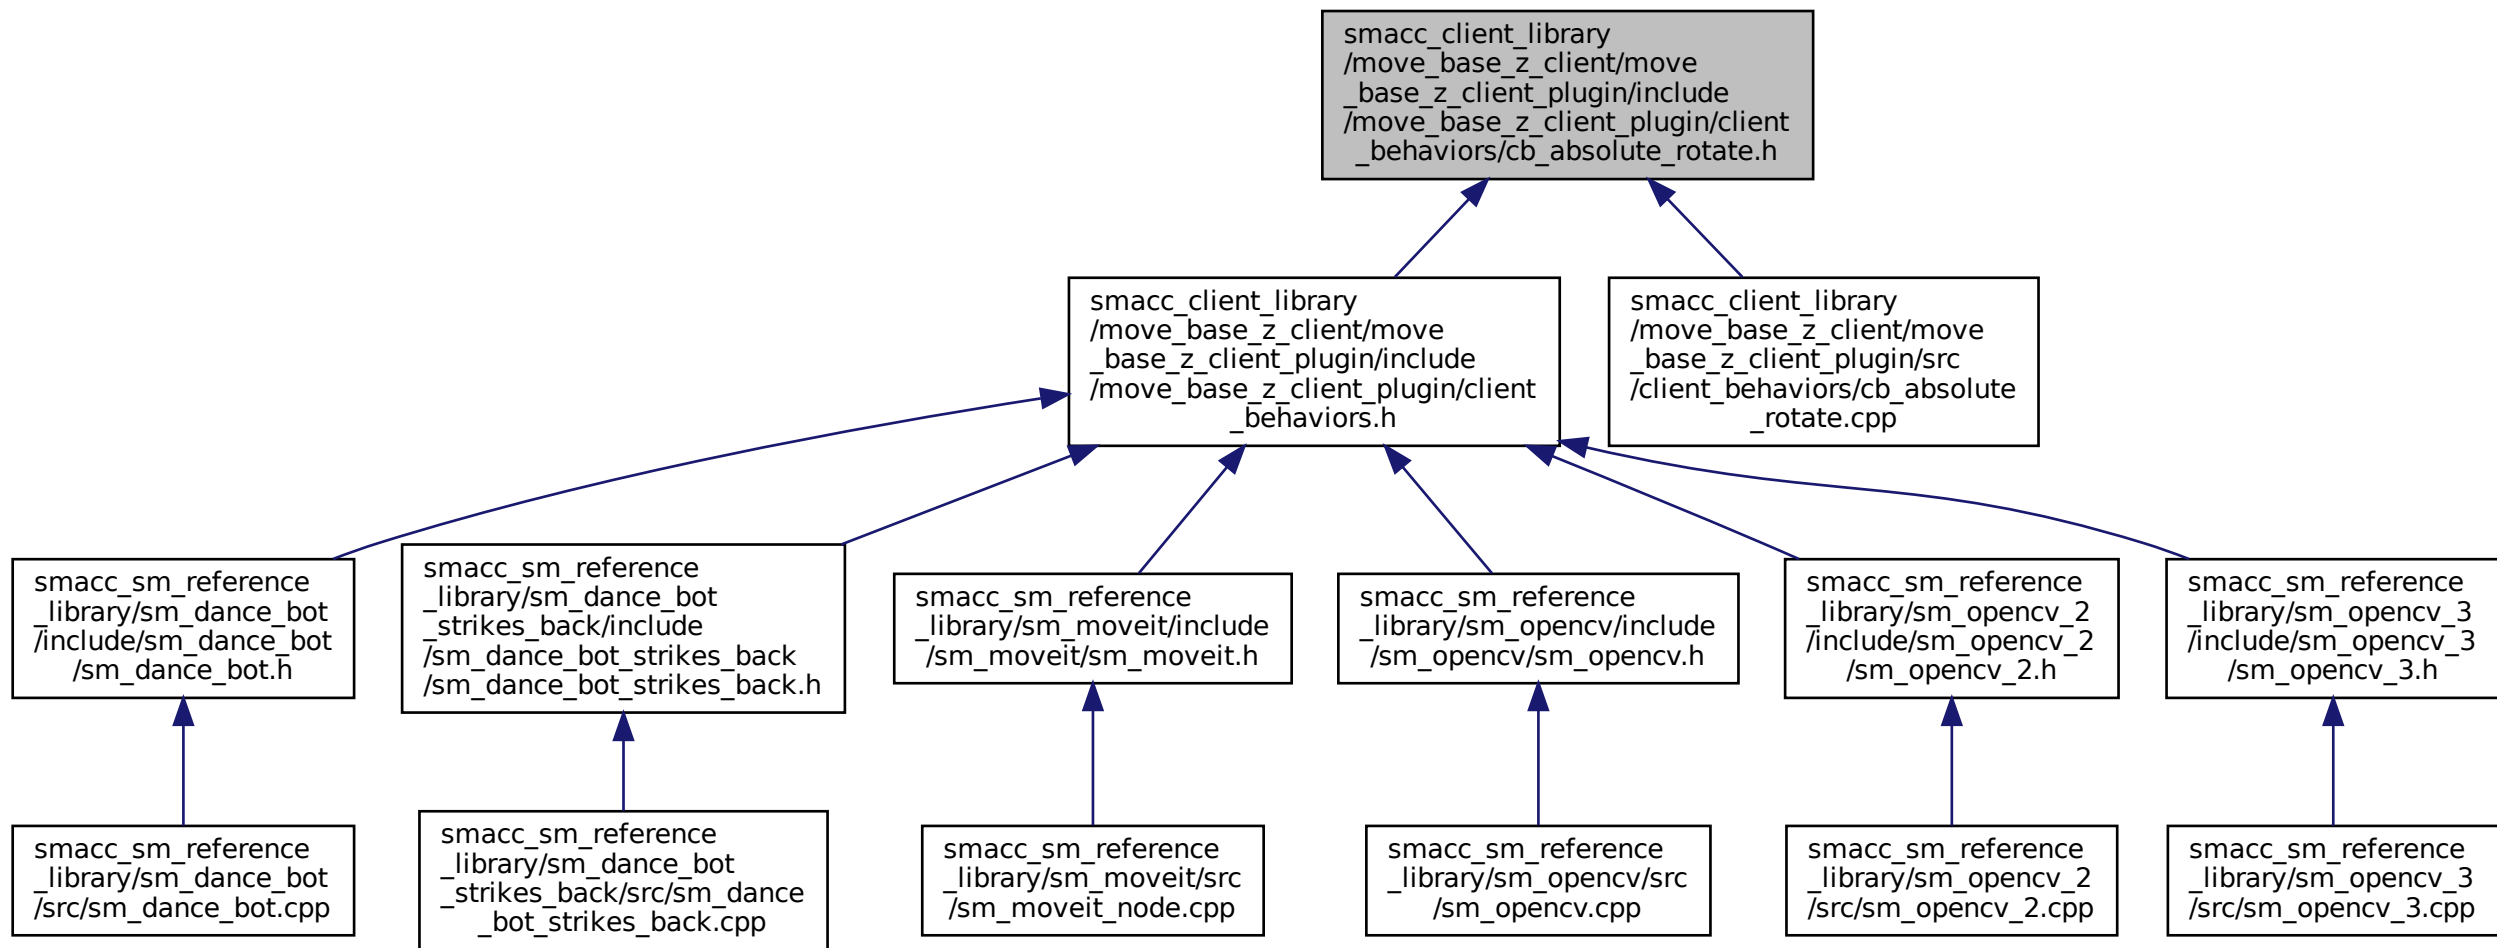 smacc_client_library
/move_base_z_client/move
_base_z_client_plugin/include
/move_base_z_client_plugin/client
_behaviors/cb_absolute_rotate.h
smacc_client_library
/move_base_z_client/move
_base_z_client_plugin/include
/move_base_z_client_plugin/client
_behaviors.h
smacc_client_library
/move_base_z_client/move
_base_z_client_plugin/src
/client_behaviors/cb_absolute
_rotate.cpp
smacc_sm_reference
_library/sm_dance_bot
/include/sm_dance_bot
/sm_dance_bot.h
smacc_sm_reference
_library/sm_dance_bot
_strikes_back/include
/sm_dance_bot_strikes_back
/sm_dance_bot_strikes_back.h
smacc_sm_reference
_library/sm_moveit/include
/sm_moveit/sm_moveit.h
smacc_sm_reference
_library/sm_opencv/include
/sm_opencv/sm_opencv.h
smacc_sm_reference
_library/sm_opencv_2
/include/sm_opencv_2
/sm_opencv_2.h
smacc_sm_reference
_library/sm_opencv_3
/include/sm_opencv_3
/sm_opencv_3.h
smacc_sm_reference
_library/sm_dance_bot
/src/sm_dance_bot.cpp
smacc_sm_reference
_library/sm_dance_bot
_strikes_back/src/sm_dance
_bot_strikes_back.cpp
smacc_sm_reference
_library/sm_moveit/src
/sm_moveit_node.cpp
smacc_sm_reference
_library/sm_opencv/src
/sm_opencv.cpp
smacc_sm_reference
_library/sm_opencv_2
/src/sm_opencv_2.cpp
smacc_sm_reference
_library/sm_opencv_3
/src/sm_opencv_3.cpp